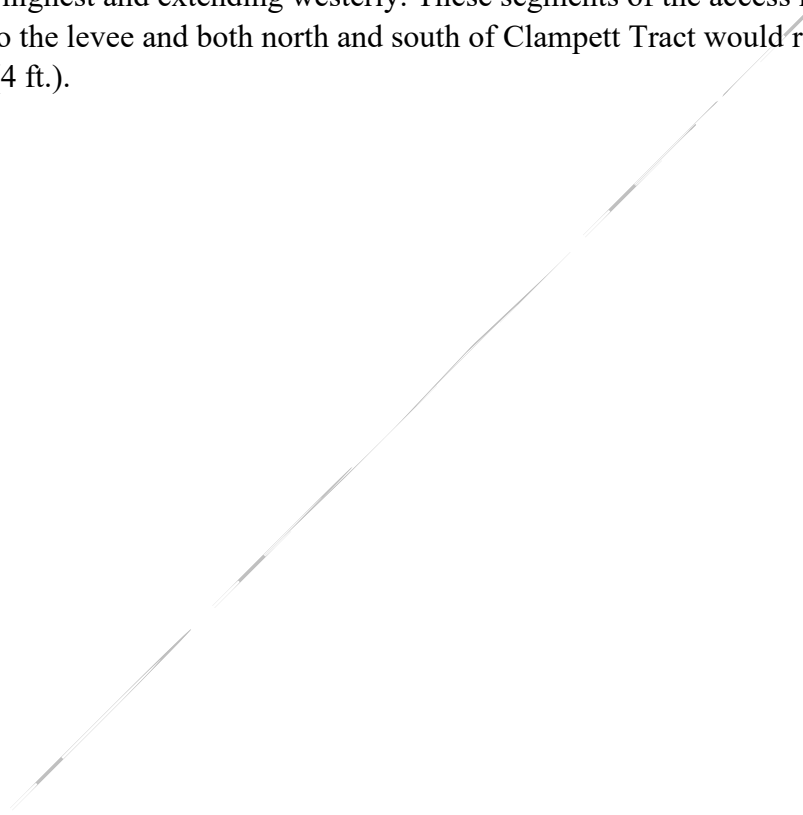 highest and extending westerly. These segments of the access
o the levee and both north and south of Clampett Tract would r
4 ft.).